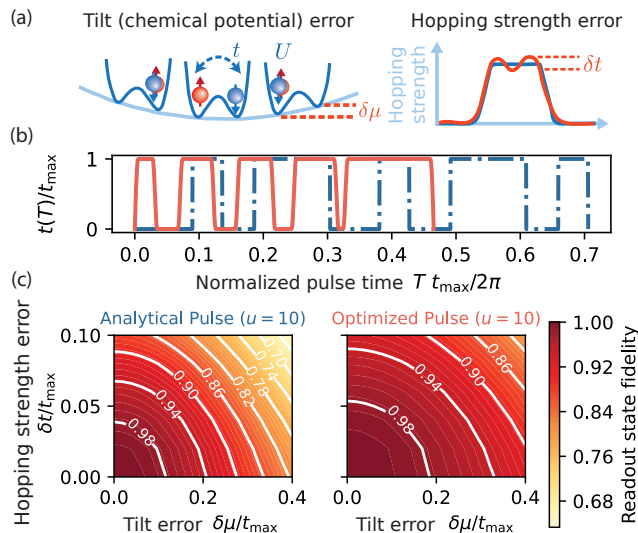 (a) Tilt (chemical potential) error
Hopping strength error
t
U
δμ
Hopping
strength
δt
(b)
t(T)/t_max
1
0
0.0 0.1 0.2 0.3 0.4 0.5 0.6 0.7
Normalized pulse time T t_max/2π
(c)
Analytical Pulse (u = 10)
Optimized Pulse (u = 10)
Hopping strength error
δt/t_max
0.10
0.05
0.00
0.98
0.94
0.90
0.86
0.82
0.78
0.74
0.70
0.98
0.94
0.90
0.86
0.0 0.2 0.4
0.0 0.2 0.4
Tilt error δμ/t_max
Tilt error δμ/t_max
1.00
0.92
0.84
0.76
0.68
Readout state fidelity